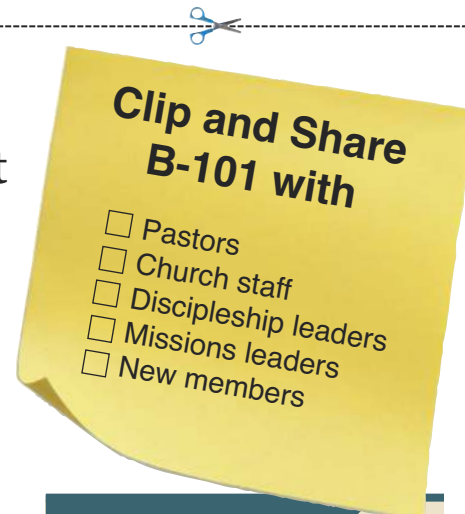 t
Clip and Share
B-101 with
Pastors
Church staff
Discipleship leaders
Missions leaders
New members